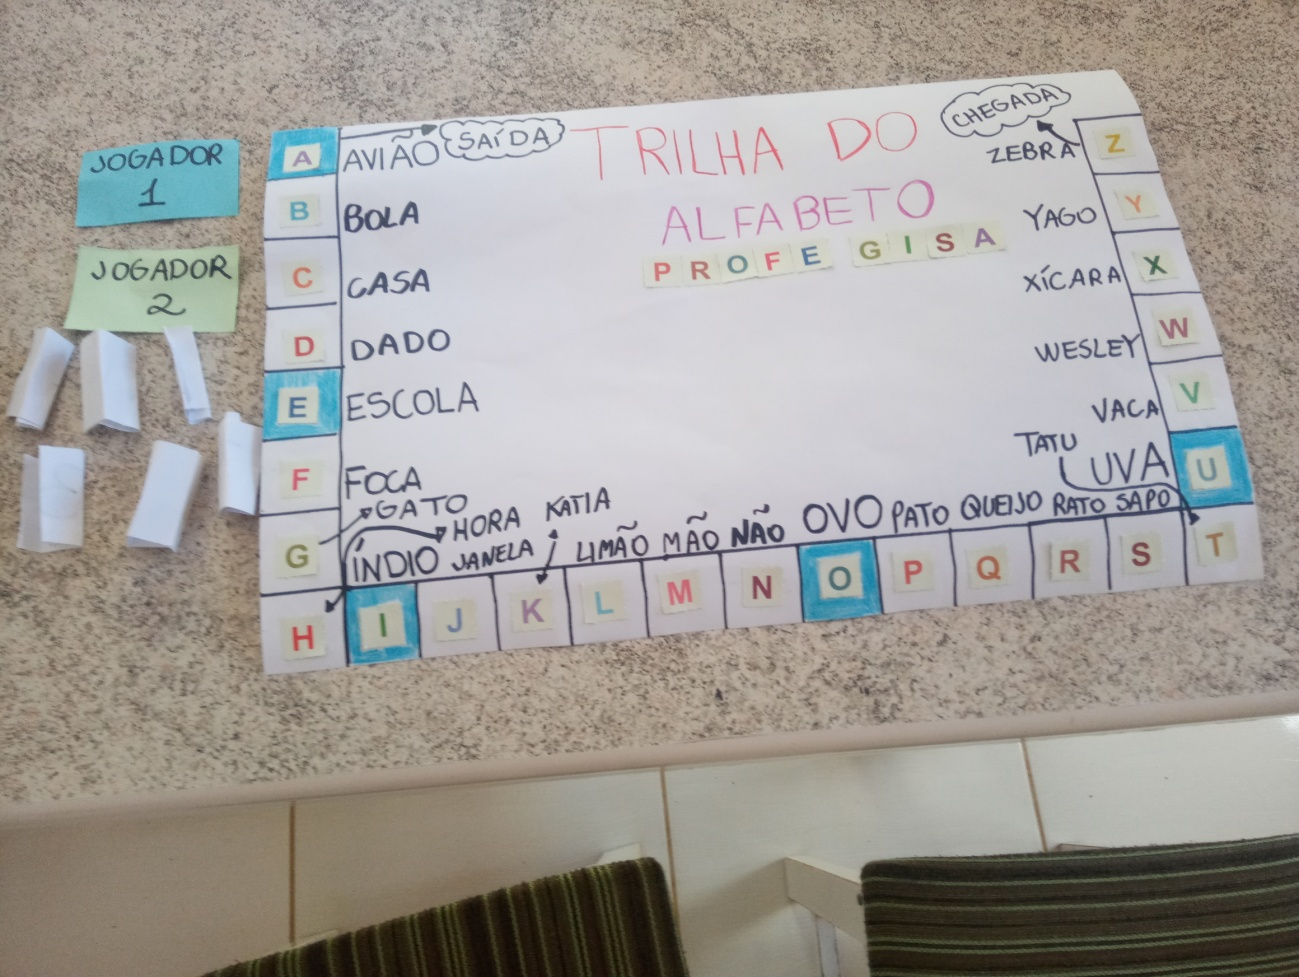 JOGADOR
1
JOGADOR
2
TRILHA DO
ALFABETO
PROFE GISA
SAÍDA
CHEGADA
A AVIÃO
B BOLA
C CASA
D DADO
E ESCOLA
F FOCA
G GATO
H HORA
I ÍNDIO
J JANELA
K KATIA
L LIMÃO
M MÃO
N NÃO
O OVO
P PATO
Q QUEIJO
R RATO
S SAPO
T TATU
U UVA
V VACA
W WESLEY
X XÍCARA
Y YAGO
Z ZEBRA